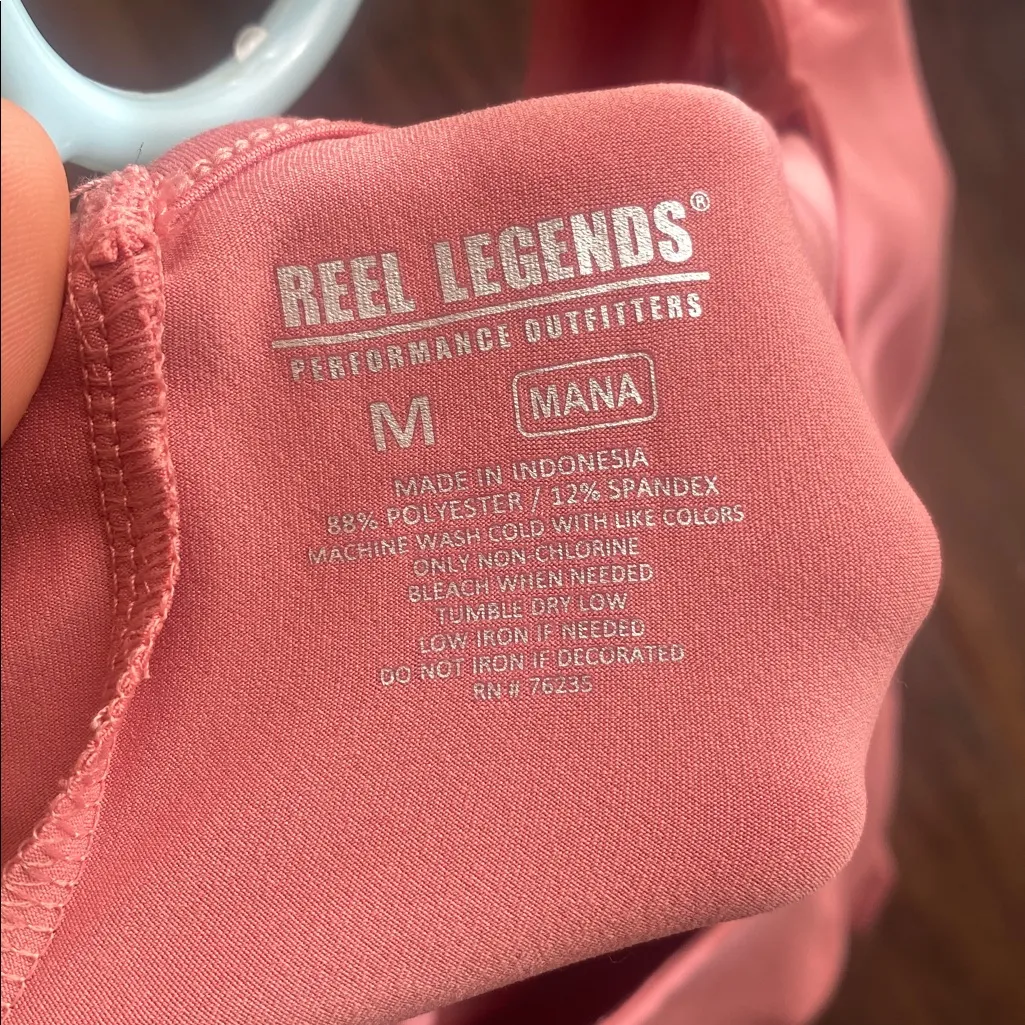 REEL LEGENDS®
PERFORMANCE OUTFITTERS
M MANA
MADE IN INDONESIA
88% POLYESTER / 12% SPANDEX
MACHINE WASH COLD WITH LIKE COLORS
ONLY NON-CHLORINE
BLEACH WHEN NEEDED
TUMBLE DRY LOW
LOW IRON IF NEEDED
DO NOT IRON IF DECORATED
RN # 76235